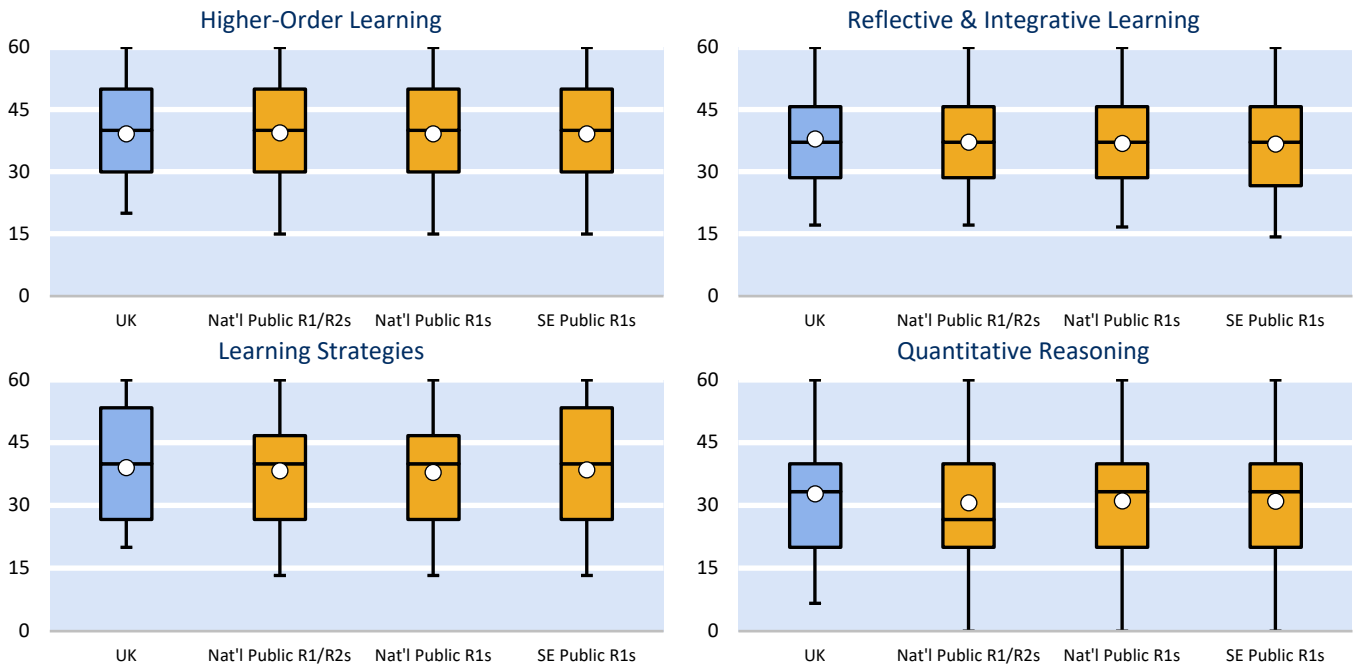 Higher-Order Learning
60
45
30
15
0
UK Nat'l Public R1/R2s Nat'l Public R1s SE Public R1s
Reflective & Integrative Learning
60
45
30
15
0
UK Nat'l Public R1/R2s Nat'l Public R1s SE Public R1s
Learning Strategies
60
45
30
15
0
UK Nat'l Public R1/R2s Nat'l Public R1s SE Public R1s
Quantitative Reasoning
60
45
30
15
0
UK Nat'l Public R1/R2s Nat'l Public R1s SE Public R1s